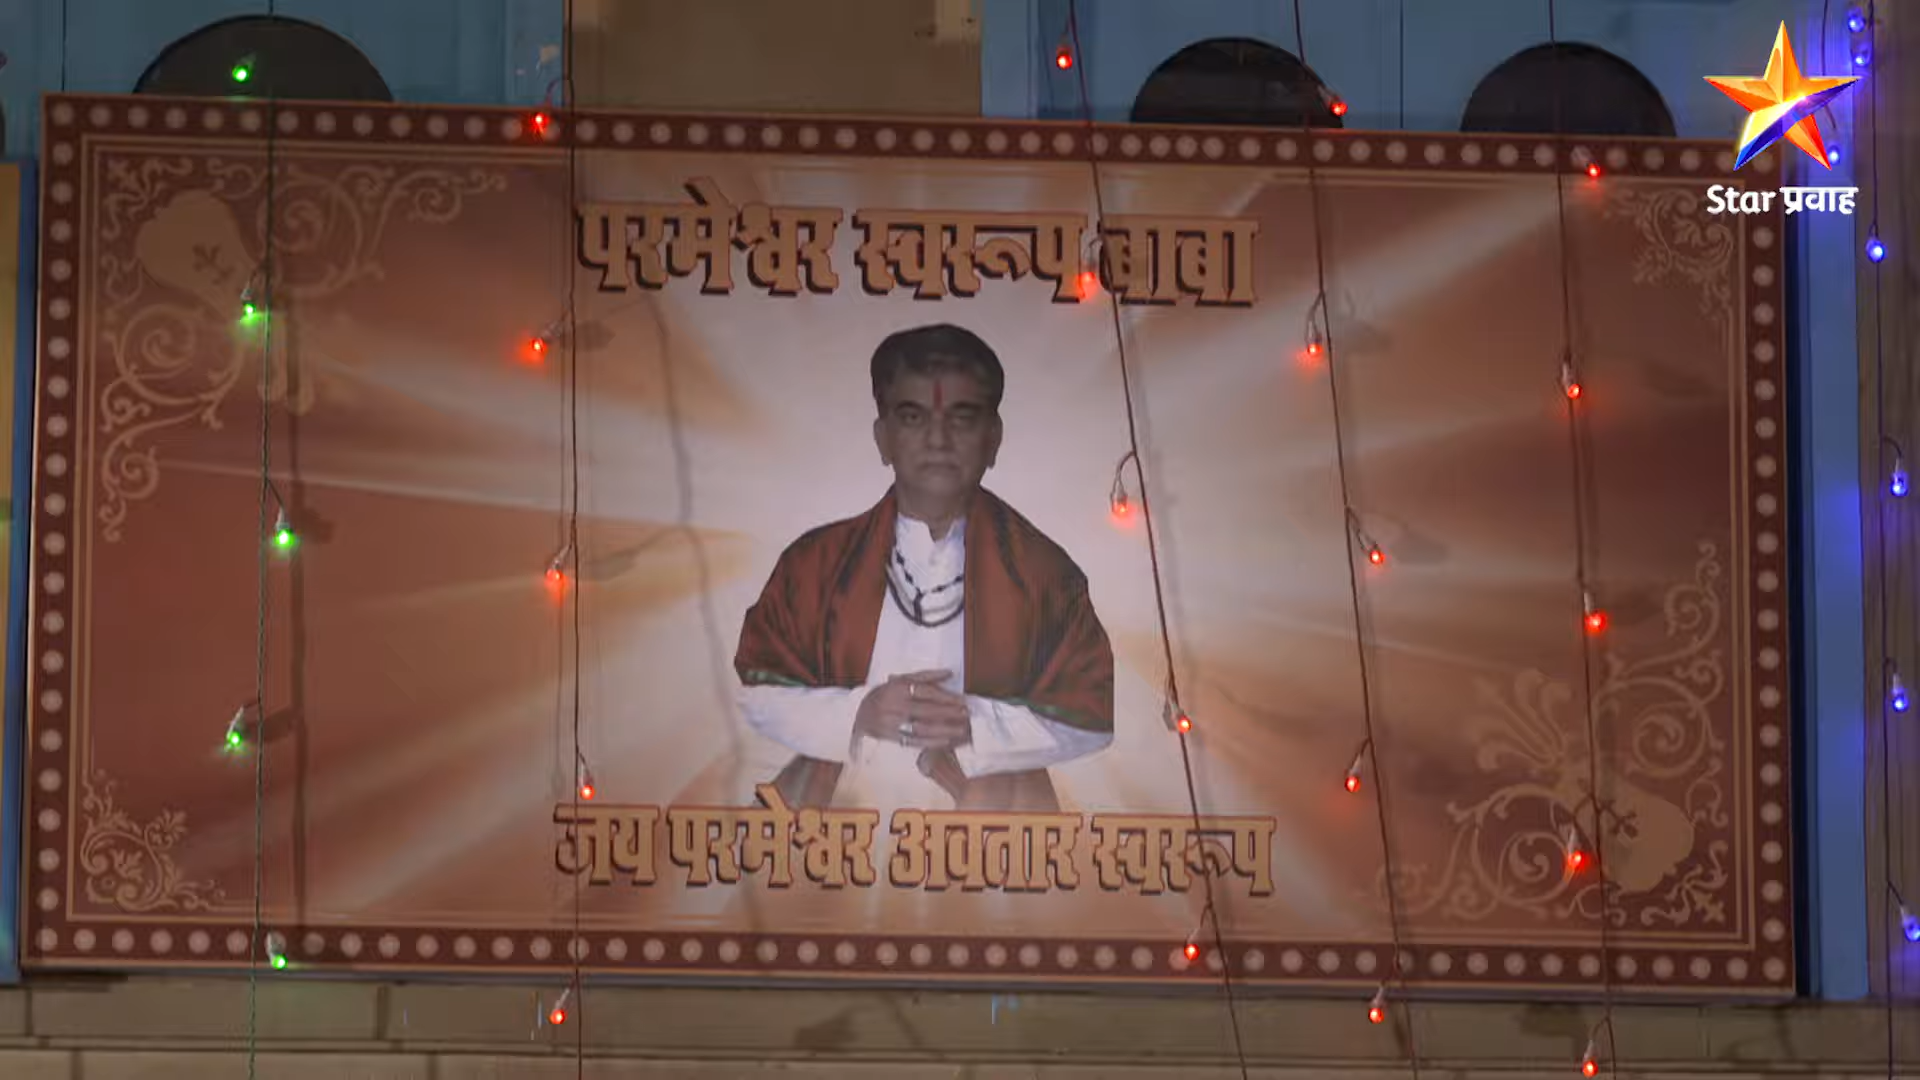 Star प्रवाह
परमेश्वर स्वरूप बाबा
जय परमेश्वर अवतार स्वरूप